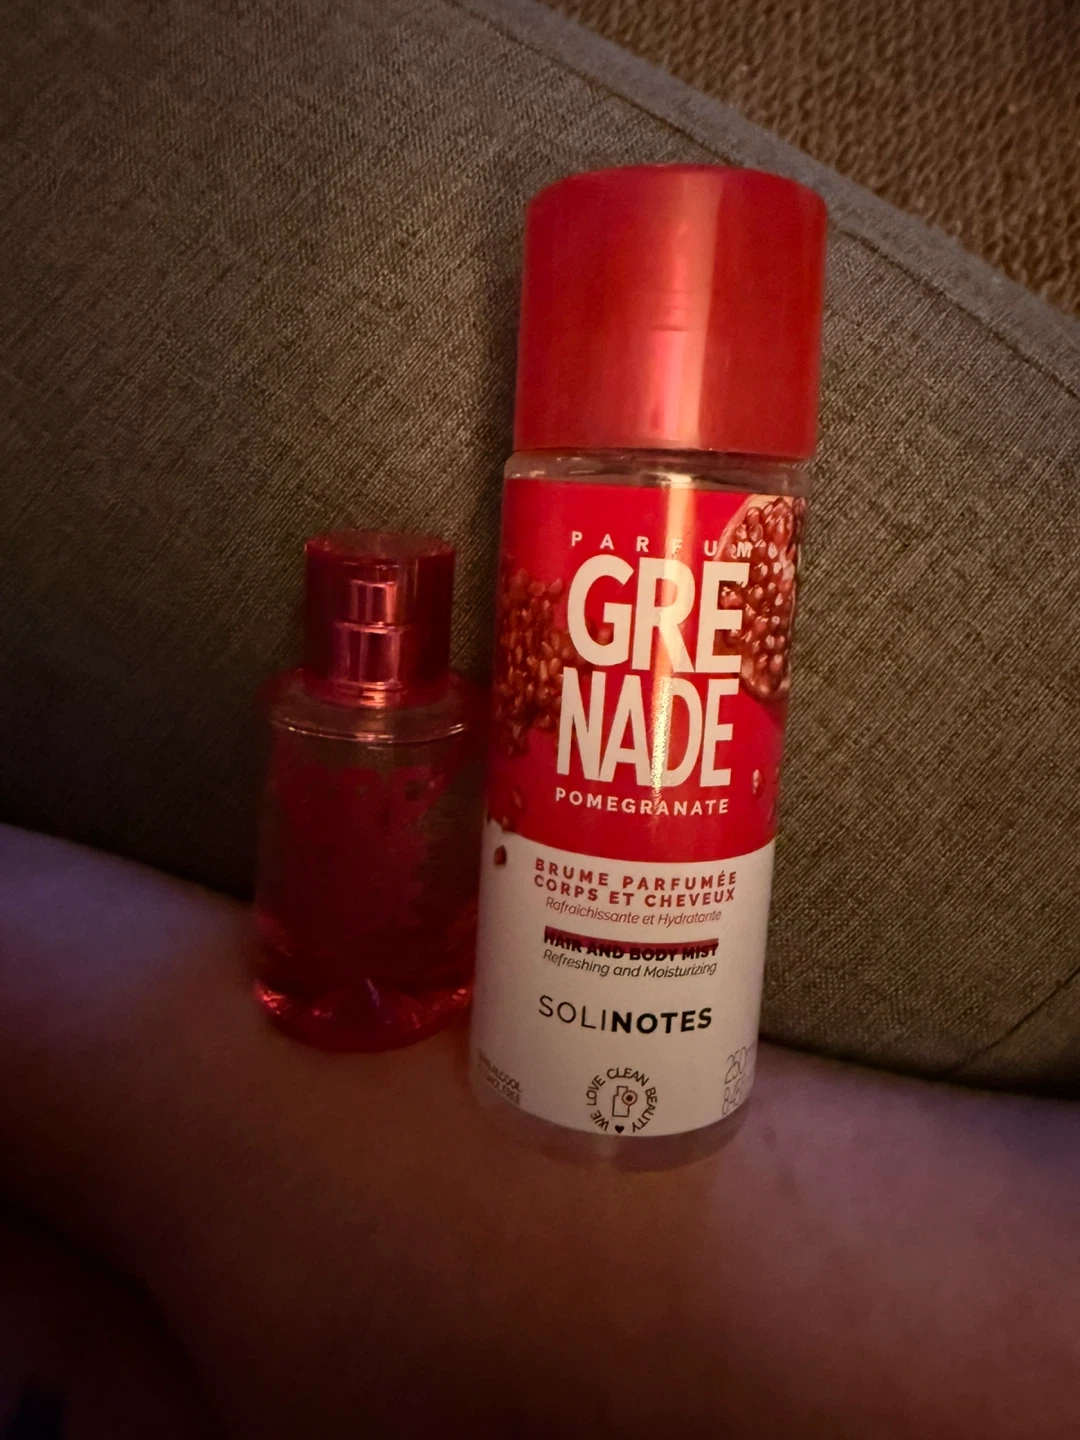 PARFUM
GRE
NADE
POMEGRANATE
BRUME PARFUMÉE
CORPS ET CHEVEUX
Rafraîchissante et Hydratante
HAIR AND BODY MIST
Refreshing and Moisturizing
SOLINOTES
WE LOVE CLEAN BEAUTY
250